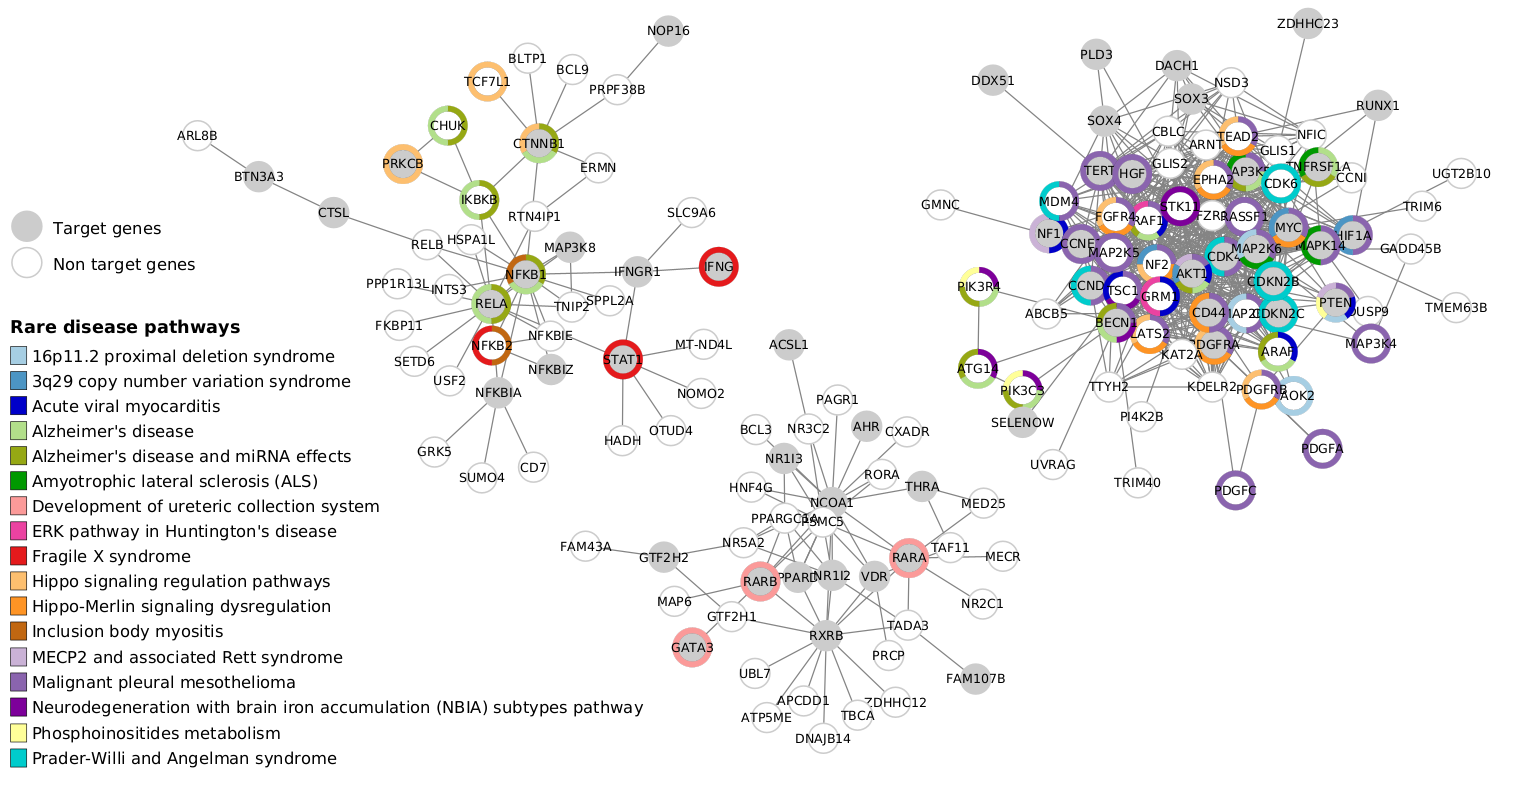 ZDHHC23
NOP16
PLD3
BLTP1
BCL9
DACH1
DDX51
TCF7L1
NSD3
PRPF38B
SOX3
RUNX1
CHUK
SOX4
ARL8B
CTNNB1
CBLC
TEAD2
NFIC
ARNT
GLIS1
PRKCB
ERMN
GLIS2
TNFRSF1A
BTN3A3
TERT
HGF
EPHA2
CDK6
CCNI
UGT2B10
IKBKB
MDM4
GMNC
STK11
TRIM6
CTSL
RTN4IP1
SLC9A6
FGFR4
RAF1
RASSF1
Target genes
NF1
MYC
HIF1A
RELB
HSPA1L
MAP3K8
MAP2K5
MAP2K6
MAPK14
GADD45B
Non target genes
NFKB1
IFNGR1
IFNG
NF2
AKT1
CDKN2B
PPP1R13L
INTS3
PIK3R4
TSC1
GRM1
RELA
TNIP2
SPPL2A
ABCB5
PTEN
TMEM63B
FKBP11
BECN1
CD44
CDKN2C
DUSP9
Rare disease pathways
NFKBIE
LATS2
NFKB2
MT-ND4L
ACSL1
KAT2A
ARAF
MAP3K4
16p11.2 proximal deletion syndrome
SETD6
STAT1
NFKBIZ
ATG14
3q29 copy number variation syndrome
USF2
NFKBIA
NOMO2
PIK3C3
TTYH2
KDELR2
PDGFRB
TAOK2
Acute viral myocarditis
PAGR1
PI4K2B
SELENOW
Alzheimer's disease
HADH
OTUD4
BCL3
NR3C2
AHR
CXADR
Alzheimer's disease and miRNA effects
GRK5
CD7
NR1I3
RORA
UVRAG
PDGFA
Amyotrophic lateral sclerosis (ALS)
SUMO4
HNF4G
THRA
TRIM40
PDGFC
Development of ureteric collection system
NCOA1
MED25
ERK pathway in Huntington's disease
PPARGC1A
PSMC5
Fragile X syndrome
FAM43A
GTF2H2
NR5A2
RARA
TAF11
MECR
Hippo signaling regulation pathways
RARB
PPARD
NR1I2
VDR
Hippo-Merlin signaling dysregulation
MAP6
GTF2H1
NR2C1
Inclusion body myositis
RXRB
TADA3
MECP2 and associated Rett syndrome
GATA3
PRCP
Malignant pleural mesothelioma
UBL7
FAM107B
Neurodegeneration with brain iron accumulation (NBIA) subtypes pathway
APCDD1
ZDHHC12
ATP5ME
TBCA
Phosphoinositides metabolism
DNAJB14
Prader-Willi and Angelman syndrome